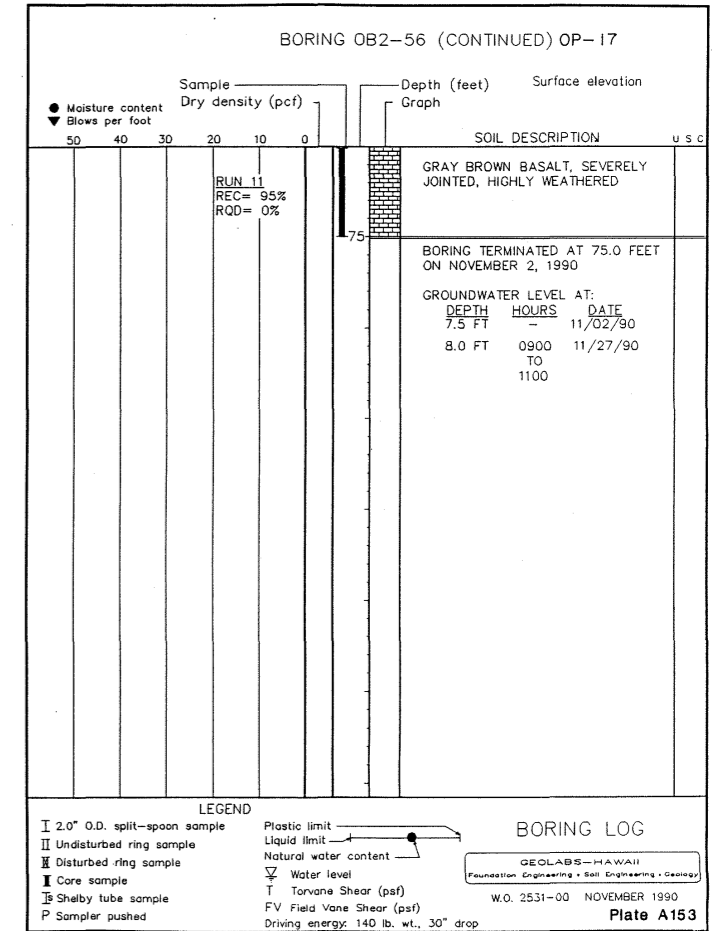 BORING OB2-56 (CONTINUED) OP-17
Sample
Depth (feet)
Surface elevation
● Moisture content
Dry density (pcf)
Graph
▼ Blows per foot
50 40 30 20 10 0
SOIL DESCRIPTION
U S C
RUN 11
REC= 95%
RQD= 0%
GRAY BROWN BASALT, SEVERELY
JOINTED, HIGHLY WEATHERED
75
BORING TERMINATED AT 75.0 FEET
ON NOVEMBER 2, 1990
GROUNDWATER LEVEL AT:
DEPTH HOURS DATE
7.5 FT - 11/02/90
8.0 FT 0900 11/27/90
TO
1100
LEGEND
2.0" O.D. split-spoon sample
Undisturbed ring sample
Disturbed ring sample
Core sample
Shelby tube sample
P Sampler pushed
Plastic limit
Liquid limit
Natural water content
Water level
T Torvane Shear (psf)
FV Field Vane Shear (psf)
Driving energy: 140 lb. wt., 30" drop
BORING LOG
GEOLABS-HAWAII
Foundation Engineering • Soil Engineering • Geology
W.O. 2531-00 NOVEMBER 1990
Plate A153